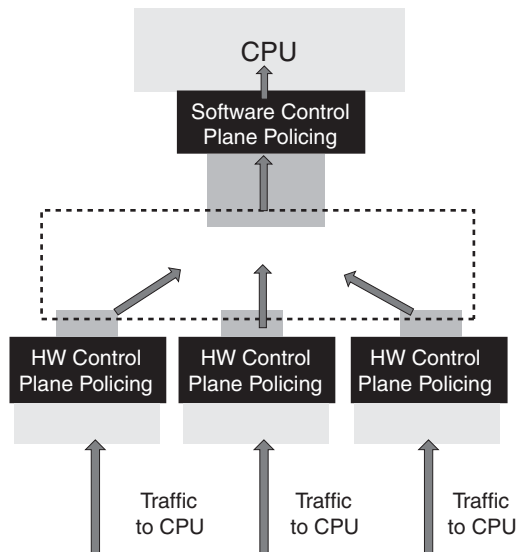 CPU
Software Control
Plane Policing
HW Control
Plane Policing
HW Control
Plane Policing
HW Control
Plane Policing
Traffic
to CPU
Traffic
to CPU
Traffic
to CPU